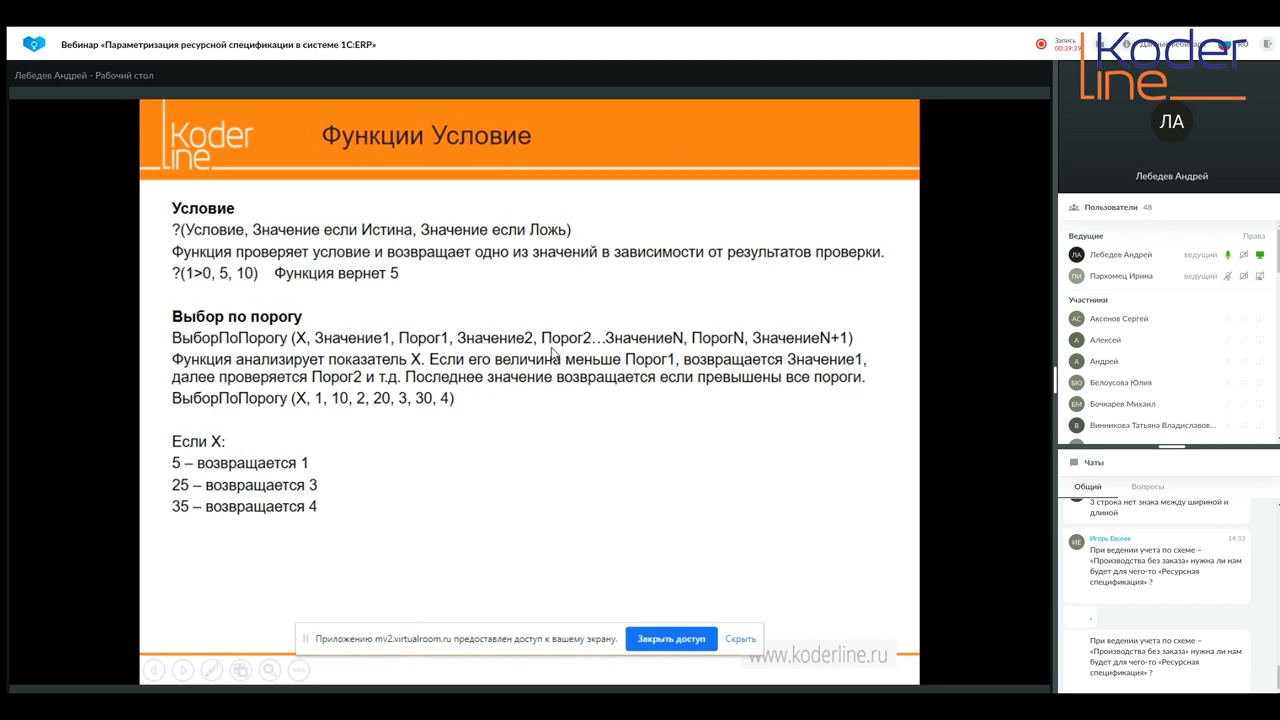 Вебинар «Параметризация ресурсной спецификации в системе 1С:ERP»
Запись
00:39:39
RU
Koder
line
Лебедев Андрей - Рабочий стол
Koder
line
Функции Условие
Условие
?(Условие, Значение если Истина, Значение если Ложь)
Функция проверяет условие и возвращает одно из значений в зависимости от результатов проверки.
?(1>0, 5, 10) Функция вернет 5
Выбор по порогу
ВыборПоПорогу (X, Значение1, Порог1, Значение2, Порог2...ЗначениеN, ПорогN, ЗначениеN+1)
Функция анализирует показатель X. Если его величина меньше Порог1, возвращается Значение1,
далее проверяется Порог2 и т.д. Последнее значение возвращается если превышены все пороги.
ВыборПоПорогу (X, 1, 10, 2, 20, 3, 30, 4)
Если X:
5 – возвращается 1
25 – возвращается 3
35 – возвращается 4
Приложению mv2.virtualroom.ru предоставлен доступ к вашему экрану.
Закрыть доступ
Скрыть
www.koderline.ru
ЛА
Лебедев Андрей
Пользователи 48
Ведущие Права
ЛА Лебедев Андрей ведущий
ПИ Пархомец Ирина ведущий
Участники
АС Аксенов Сергей
А Алексей
А Андрей
БЮ Белоусова Юлия
БМ Бочкарев Михаил
В Винникова Татьяна Владиславов...
Чаты
Общий Вопросы
3 строка нет знака между шириной и
длиной
ИЕ Игорь Евсеев 14:33
При ведении учета по схеме –
«Производства без заказа» нужна ли нам
будет для чего-то «Ресурсная
спецификация» ?
.
При ведении учета по схеме –
«Производства без заказа» нужна ли нам
будет для чего-то «Ресурсная
спецификация» ?